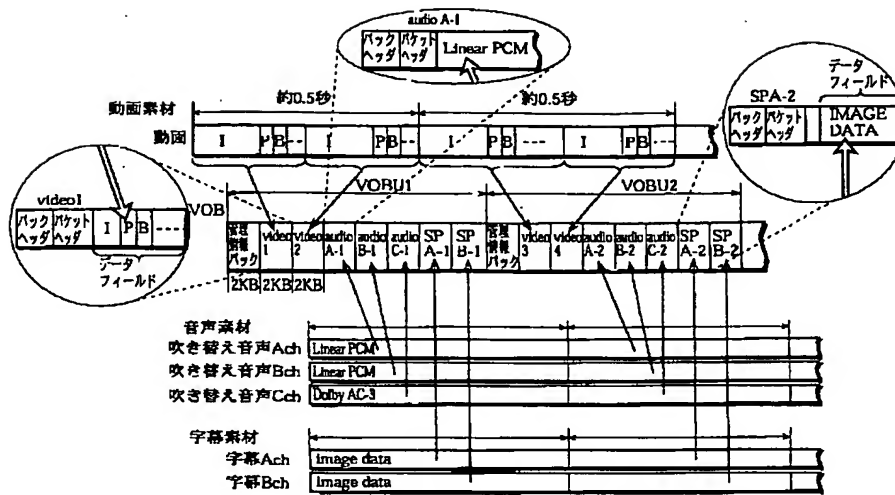 audio A-1
パック ヘッダ
パケット ヘッダ
Linear PCM
動画素材
約0.5秒
約0.5秒
動画
I P B --- I P B --- I P B ---- I P B ---
SPA-2
データ フィールド
パック ヘッダ
パケット ヘッダ
IMAGE DATA
video1
パック ヘッダ
パケット ヘッダ
I P B ----
データ フィールド
VOB
VOBU1
VOBU2
管理 情報 パック
video 1
video 2
audio A-1
audio B-1
audio C-1
SP A-1
SP B-1
管理 情報 パック
video 3
video 4
audio A-2
audio B-2
audio C-2
SP A-2
SP B-2
2KB 2KB 2KB
音声素材
吹き替え音声Ach
Linear PCM
吹き替え音声Bch
Linear PCM
吹き替え音声Cch
Dolby AC-3
字幕素材
字幕Ach
image data
字幕Bch
image data